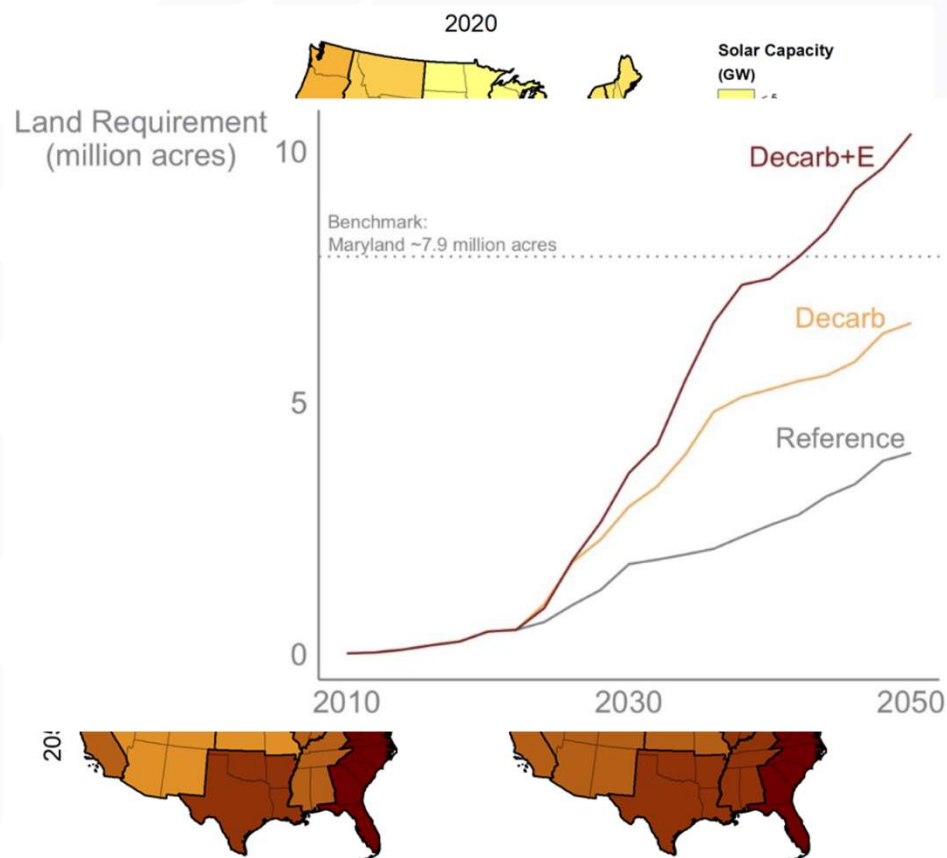 2020
Solar Capacity
(GW)
Land Requirement
(million acres)
10
Decarb+E
Benchmark:
Maryland ~7.9 million acres
Decarb
5
Reference
0
2010
2030
2050